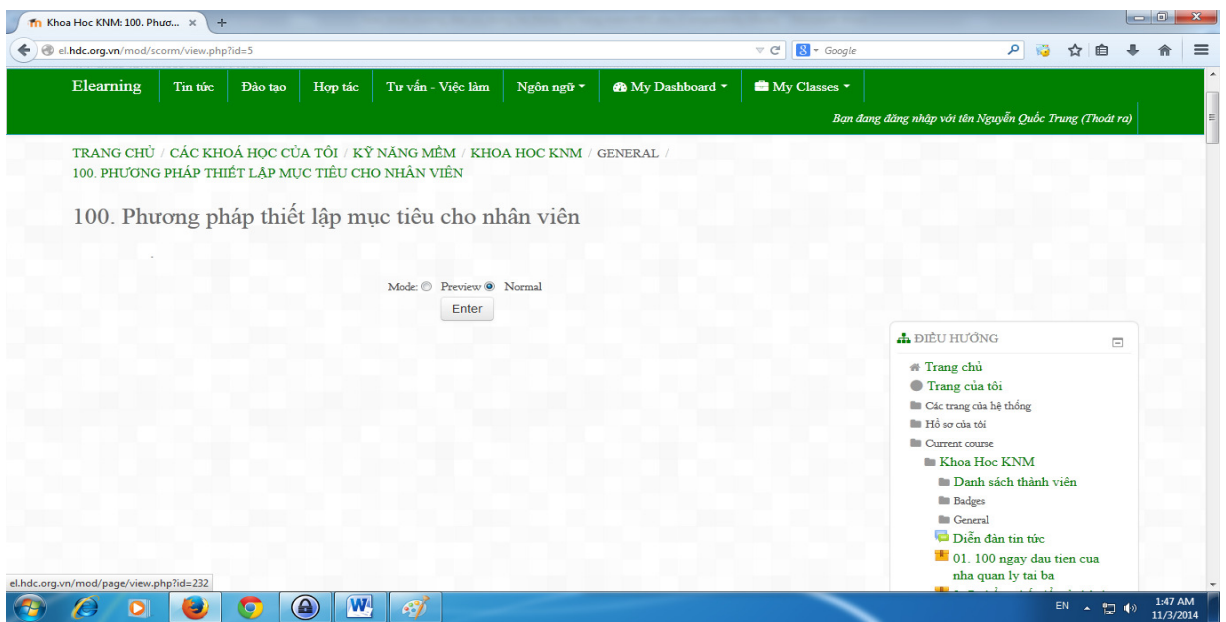 Khoa Hoc KNM: 100. Phươ...
el.hdc.org.vn/mod/scorm/view.php?id=5
Google
Elearning Tin tức Đào tạo Hợp tác Tư vấn - Việc làm Ngôn ngữ My Dashboard My Classes
Bạn đang đăng nhập với tên Nguyễn Quốc Trung (Thoát ra)
TRANG CHỦ / CÁC KHOÁ HỌC CỦA TÔI / KỸ NĂNG MỀM / KHOA HOC KNM / GENERAL /
100. PHƯƠNG PHÁP THIẾT LẬP MỤC TIÊU CHO NHÂN VIÊN
100. Phương pháp thiết lập mục tiêu cho nhân viên
Mode: Preview Normal
Enter
ĐIỀU HƯỚNG
Trang chủ
Trang của tôi
Các trang của hệ thống
Hồ sơ của tôi
Current course
Khoa Hoc KNM
Danh sách thành viên
Badges
General
Diễn đàn tin tức
01. 100 ngay dau tien cua
nha quan ly tai ba
el.hdc.org.vn/mod/page/view.php?id=232
EN
1:47 AM
11/3/2014